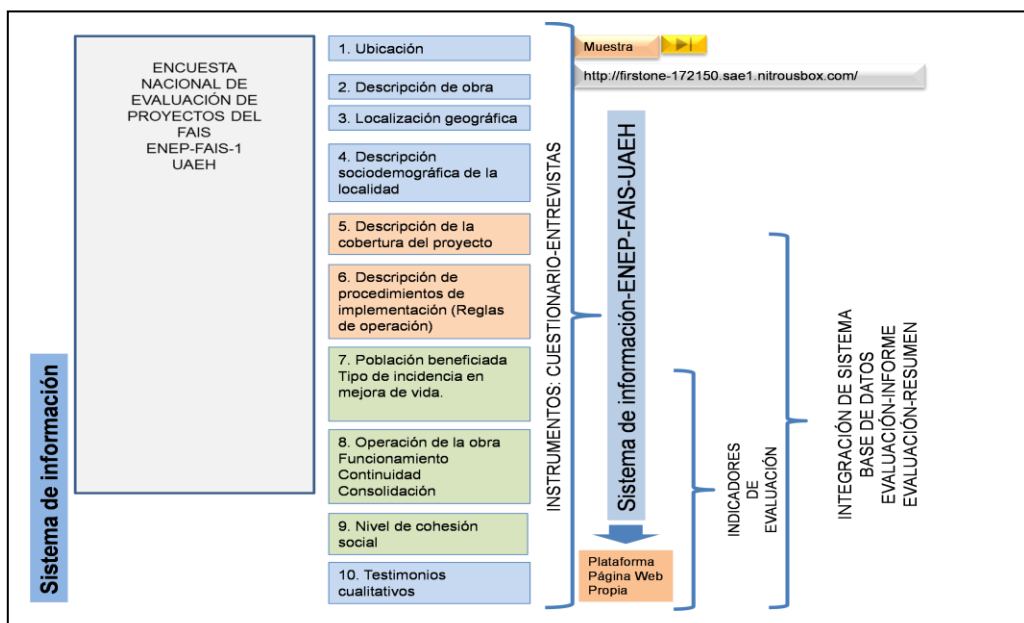 Sistema de información
ENCUESTA
NACIONAL DE
EVALUACIÓN DE
PROYECTOS DEL
FAIS
ENEP-FAIS-1
UAEH
1. Ubicación
2. Descripción de obra
3. Localización geográfica
4. Descripción
sociodemográfica de la
localidad
5. Descripción de la
cobertura del proyecto
6. Descripción de
procedimientos de
implementación (Reglas
de operación)
7. Población beneficiada
Tipo de incidencia en
mejora de vida.
8. Operación de la obra
Funcionamiento
Continuidad
Consolidación
9. Nivel de cohesión
social
10. Testimonios
cualitativos
INSTRUMENTOS: CUESTIONARIO-ENTREVISTAS
Muestra
http://firstone-172150.sae1.nitrousbox.com/
Sistema de información-ENEP-FAIS-UAEH
Plataforma
Página Web
Propia
INDICADORES
DE
EVALUACIÓN
INTEGRACIÓN DE SISTEMA
BASE DE DATOS
EVALUACIÓN-INFORME
EVALUACIÓN-RESUMEN